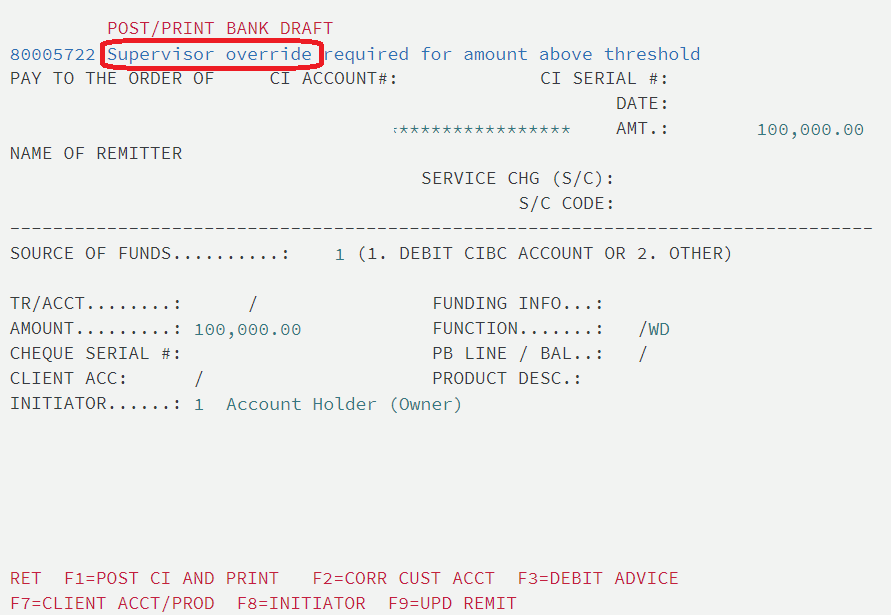 POST/PRINT BANK DRAFT
80005722 Supervisor override required for amount above threshold
PAY TO THE ORDER OF CI ACCOUNT#: CI SERIAL #:
DATE:
**************** AMT.: 100,000.00
NAME OF REMITTER
SERVICE CHG (S/C):
S/C CODE:
--------------------------------------------------------------------------------
SOURCE OF FUNDS..........: 1 (1. DEBIT CIBC ACCOUNT OR 2. OTHER)
TR/ACCT........: / FUNDING INFO...:
AMOUNT.........: 100,000.00 FUNCTION.......: /WD
CHEQUE SERIAL #: PB LINE / BAL..: /
CLIENT ACC: / PRODUCT DESC.:
INITIATOR......: 1 Account Holder (Owner)
RET F1=POST CI AND PRINT F2=CORR CUST ACCT F3=DEBIT ADVICE
F7=CLIENT ACCT/PROD F8=INITIATOR F9=UPD REMIT